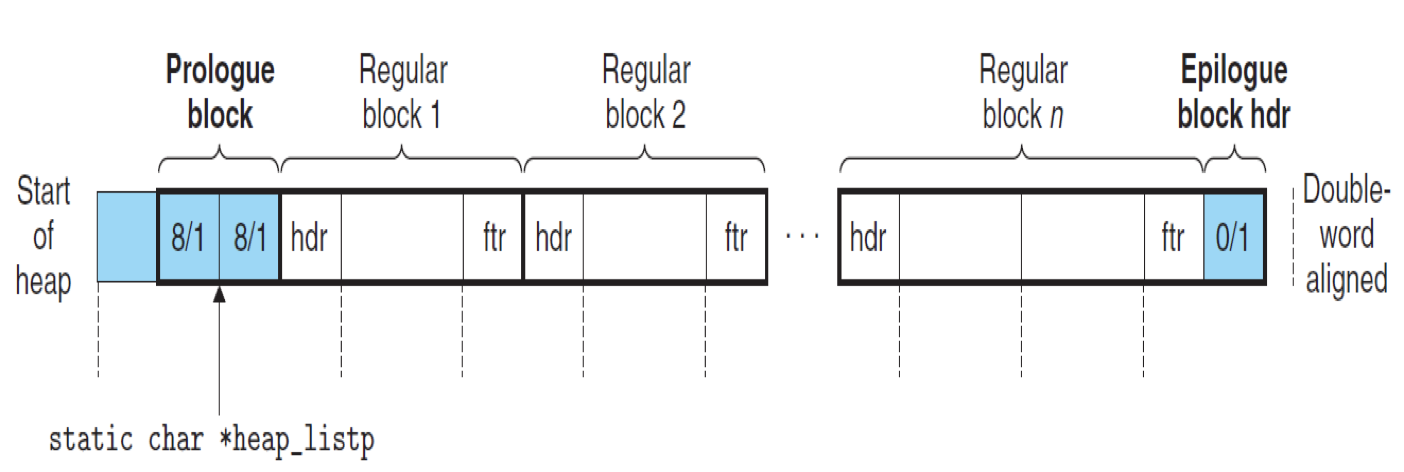 Prologue
block
Regular
block 1
Regular
block 2
Regular
block n
Epilogue
block hdr
Start
of
heap
8/1 8/1 hdr ftr hdr ftr ... hdr ftr 0/1
Double-
word
aligned
static char *heap_listp